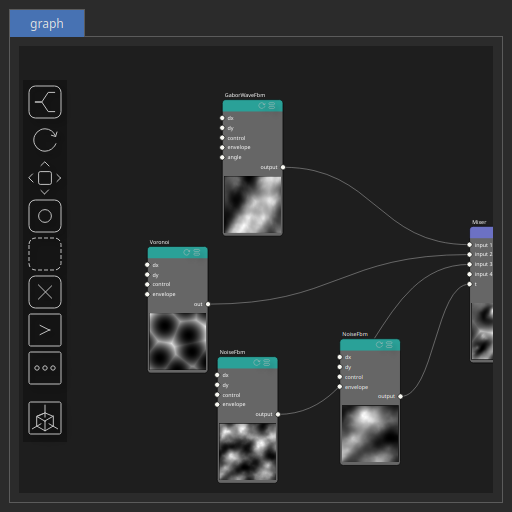 graph
GaborWaveFbm
dx
dy
control
envelope
angle
output
Mixer
input 1
input 2
input 3
input 4
t
Voronoi
dx
dy
control
envelope
out
NoiseFbm
dx
dy
control
envelope
output
NoiseFbm
dx
dy
control
envelope
output